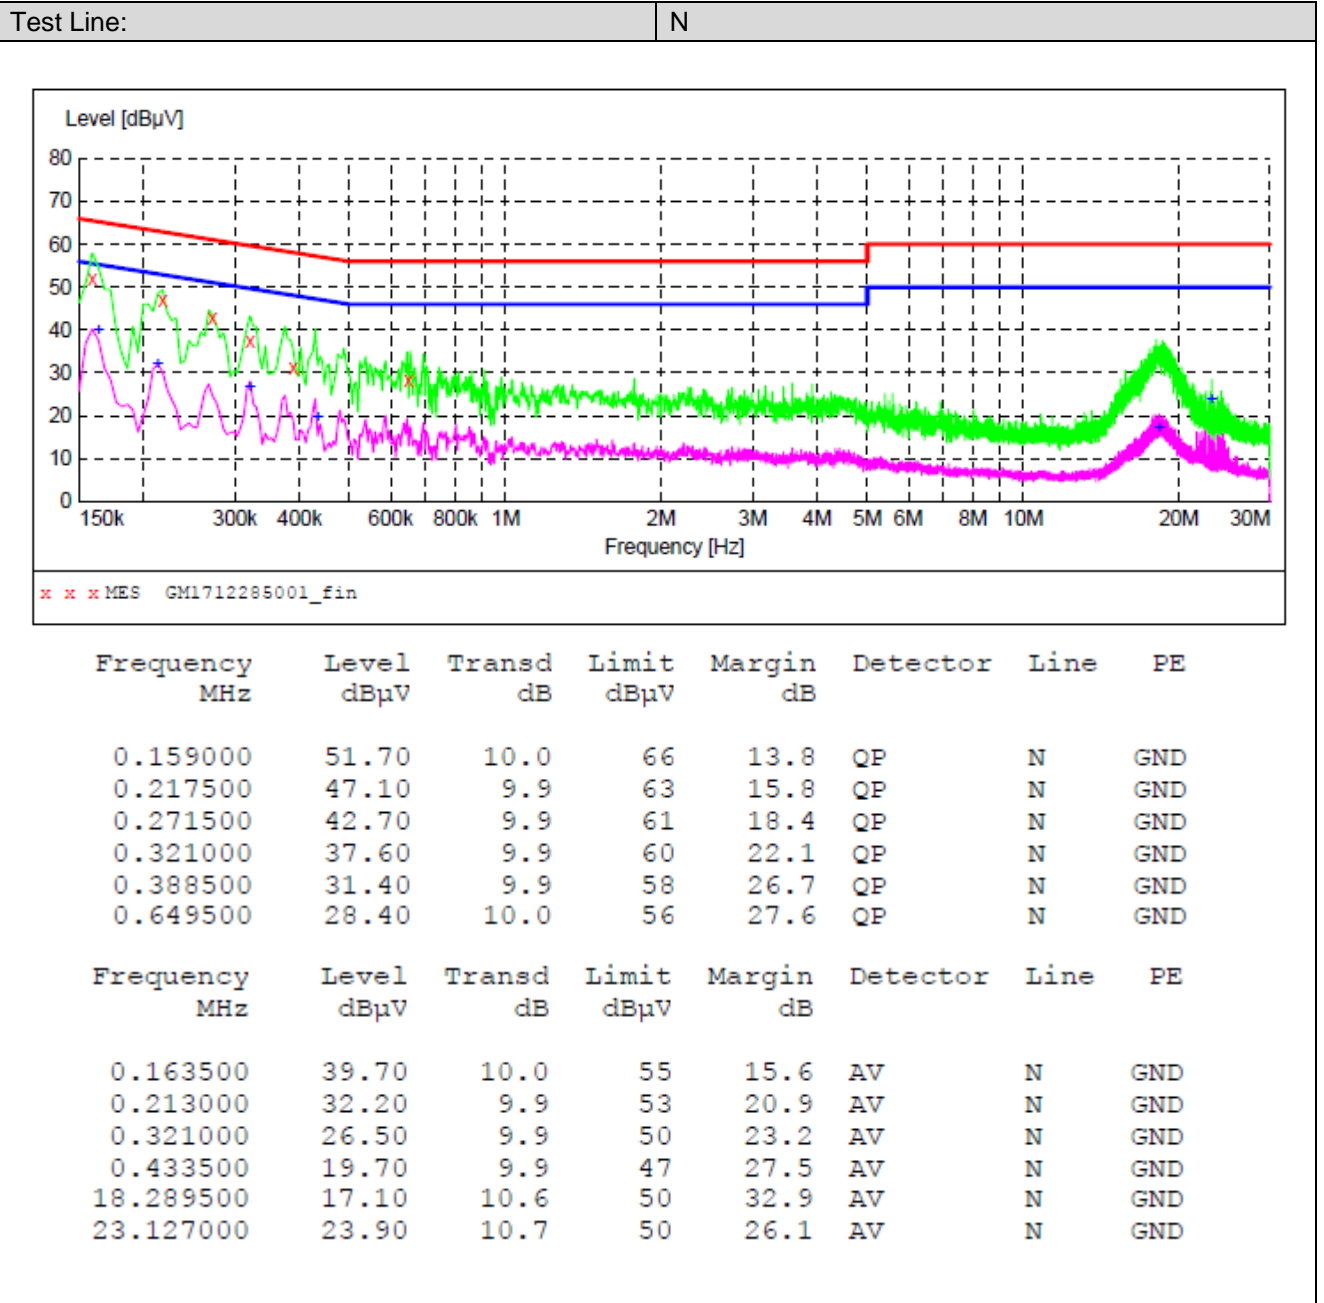 Test Line: N
Level [dBµV]
80
70
60
50
40
30
20
10
0
150k 300k 400k 600k 800k 1M 2M 3M 4M 5M 6M 8M 10M 20M 30M
Frequency [Hz]
x x x MES GM1712285001_fin
Frequency Level Transd Limit Margin Detector Line PE
MHz dBµV dB dBµV dB
0.159000 51.70 10.0 66 13.8 QP N GND
0.217500 47.10 9.9 63 15.8 QP N GND
0.271500 42.70 9.9 61 18.4 QP N GND
0.321000 37.60 9.9 60 22.1 QP N GND
0.388500 31.40 9.9 58 26.7 QP N GND
0.649500 28.40 10.0 56 27.6 QP N GND
Frequency Level Transd Limit Margin Detector Line PE
MHz dBµV dB dBµV dB
0.163500 39.70 10.0 55 15.6 AV N GND
0.213000 32.20 9.9 53 20.9 AV N GND
0.321000 26.50 9.9 50 23.2 AV N GND
0.433500 19.70 9.9 47 27.5 AV N GND
18.289500 17.10 10.6 50 32.9 AV N GND
23.127000 23.90 10.7 50 26.1 AV N GND